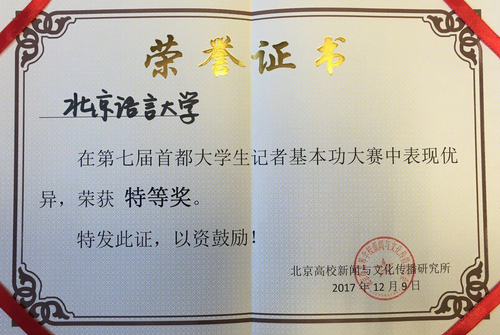 荣誉证书
北京语言大学
在第七届首都大学生记者基本功大赛中表现优
异，荣获 特等奖。
特发此证，以资鼓励！
北京高校新闻与文化传播研究所
2017 年 12 月 9 日